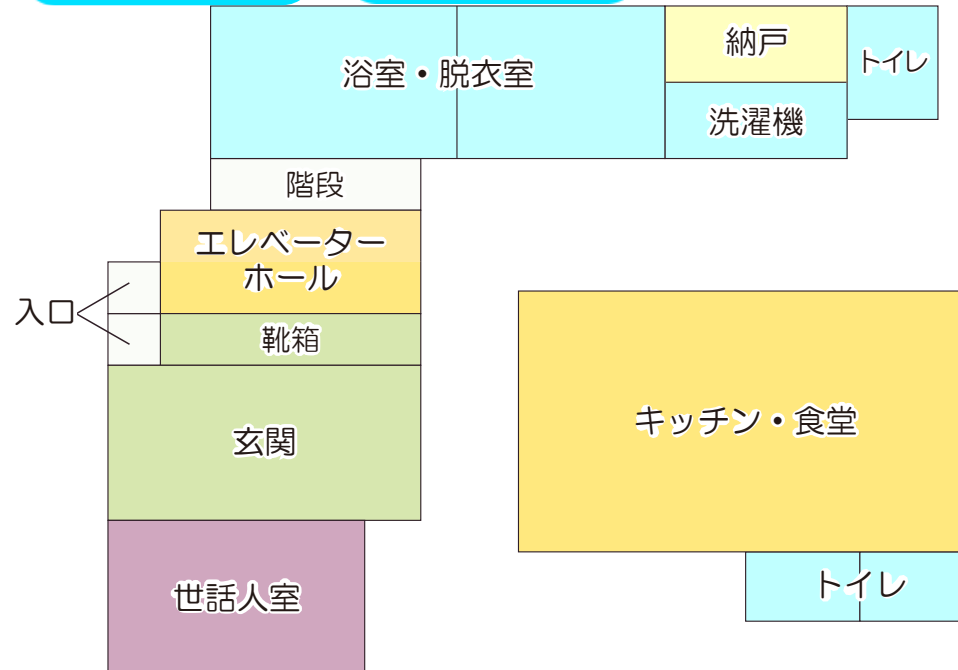 浴室・脱衣室
納戸
トイレ
洗濯機
階段
エレベーター
ホール
入口
靴箱
玄関
キッチン・食堂
世話人室
トイレ